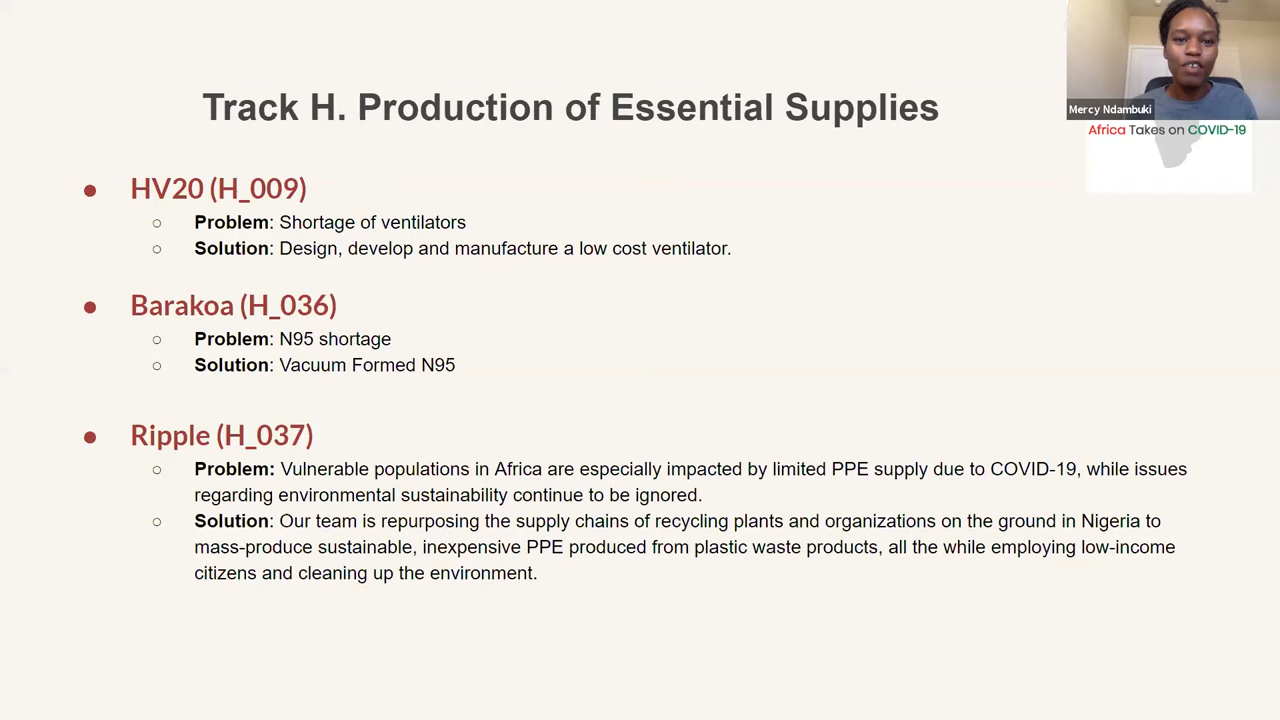 Track H. Production of Essential Supplies
Mercy Ndambuki
Africa Takes on COVID-19
● HV20 (H_009)
○ Problem: Shortage of ventilators
○ Solution: Design, develop and manufacture a low cost ventilator.
● Barakoa (H_036)
○ Problem: N95 shortage
○ Solution: Vacuum Formed N95
● Ripple (H_037)
○ Problem: Vulnerable populations in Africa are especially impacted by limited PPE supply due to COVID-19, while issues
regarding environmental sustainability continue to be ignored.
○ Solution: Our team is repurposing the supply chains of recycling plants and organizations on the ground in Nigeria to
mass-produce sustainable, inexpensive PPE produced from plastic waste products, all the while employing low-income
citizens and cleaning up the environment.